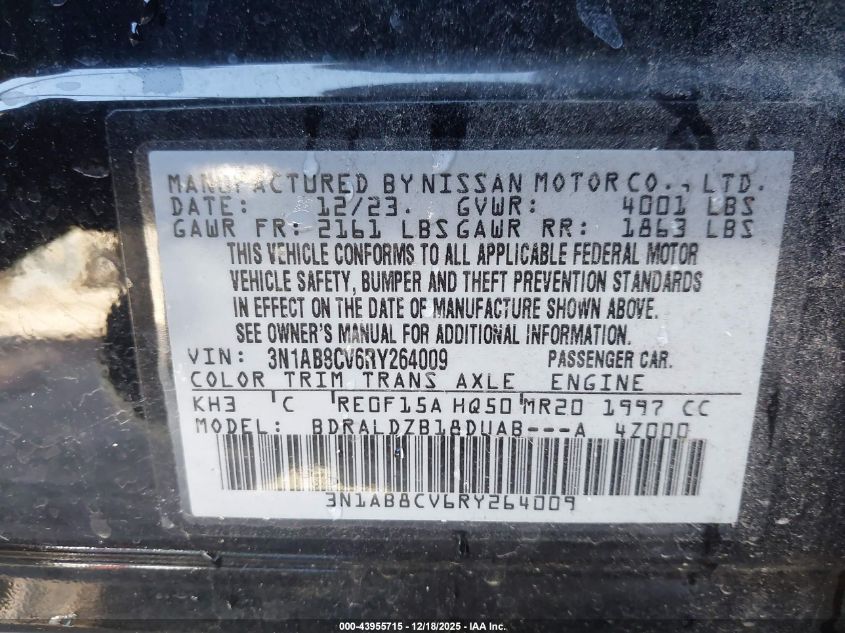 MANUFACTURED BY NISSAN MOTOR CO., LTD.
DATE: 12/23. GVWR: 4001 LBS
GAWR FR: 2161 LBS GAWR RR: 1863 LBS
THIS VEHICLE CONFORMS TO ALL APPLICABLE FEDERAL MOTOR
VEHICLE SAFETY, BUMPER AND THEFT PREVENTION STANDARDS
IN EFFECT ON THE DATE OF MANUFACTURE SHOWN ABOVE.
SEE OWNER'S MANUAL FOR ADDITIONAL INFORMATION.
VIN: 3N1AB8CV6RY264009 PASSENGER CAR.
COLOR TRIM TRANS AXLE ENGINE
KH3 C RE0F15A HQ50 MR20 1997 CC
MODEL: BDRALDZB18DUAB---A 4Z000
3N1AB8CV6RY264009
000-43955715 - 12/18/2025 - IAA Inc.